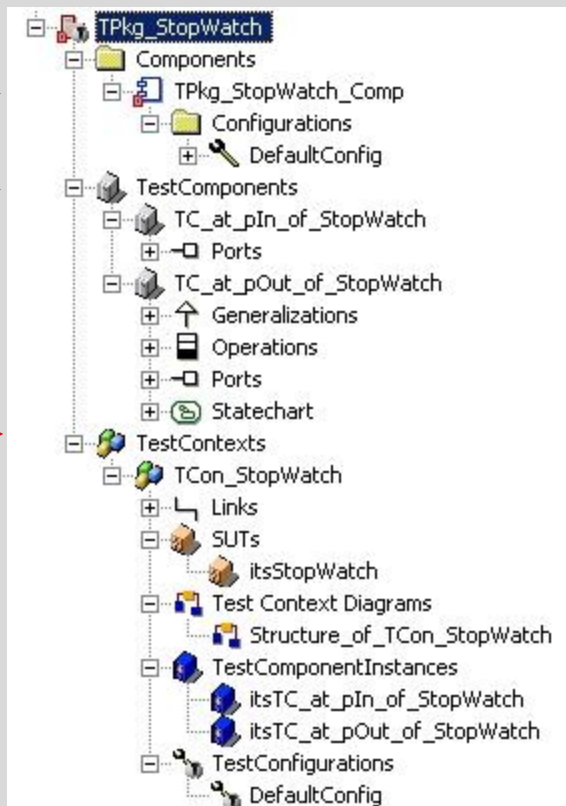 TPkg_StopWatch
Components
TPkg_StopWatch_Comp
Configurations
DefaultConfig
TestComponents
TC_at_pIn_of_StopWatch
Ports
TC_at_pOut_of_StopWatch
Generalizations
Operations
Ports
Statechart
TestContexts
TCon_StopWatch
Links
SUTs
itsStopWatch
Test Context Diagrams
Structure_of_TCon_StopWatch
TestComponentInstances
itsTC_at_pIn_of_StopWatch
itsTC_at_pOut_of_StopWatch
TestConfigurations
DefaultConfig